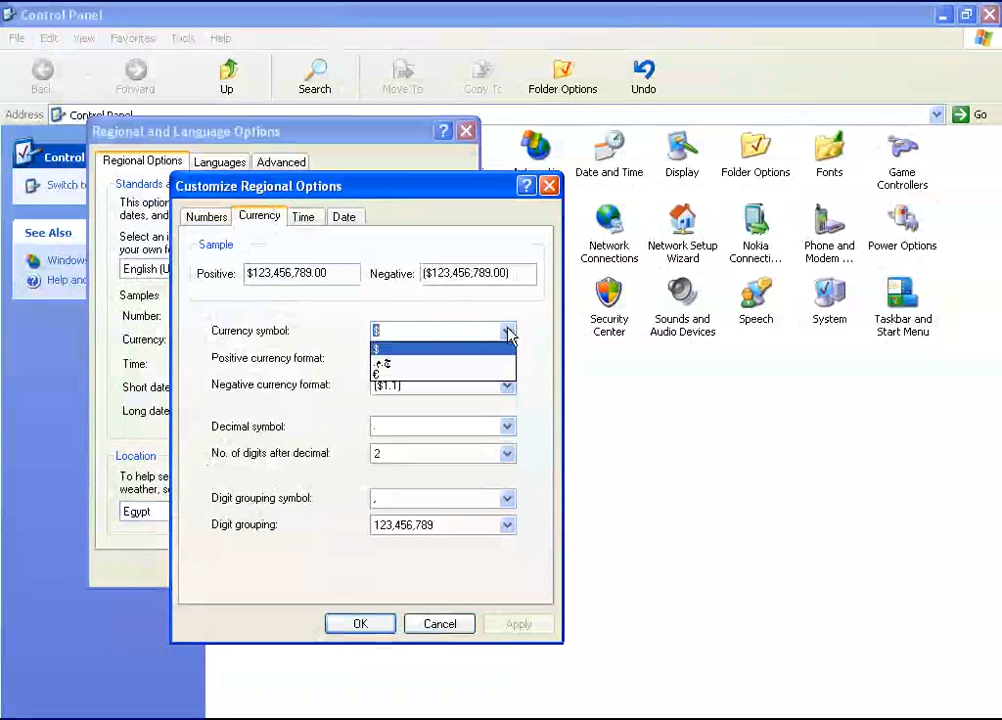 Control Panel
File Edit View Favorites Tools Help
Back Forward Up Search Move To Copy To Folder Options Undo
Address Control Panel Go
Control
Switch
See Also
Windows
Help and
Regional and Language Options
Regional Options Languages Advanced
Standards
This option
dates, and
Select an
your own
English (U
Samples
Number:
Currency:
Time:
Short date
Long date
Location
To help se
weather, s
Egypt
Customize Regional Options
Numbers Currency Time Date
Sample
Positive: $123,456,789.00 Negative: ($123,456,789.00)
Currency symbol: $
$
ج.م.
€
Positive currency format:
Negative currency format: ($1.1)
Decimal symbol: .
No. of digits after decimal: 2
Digit grouping symbol: ,
Digit grouping: 123,456,789
OK Cancel Apply
Date and Time
Display
Folder Options
Fonts
Game Controllers
Network Connections
Network Setup Wizard
Nokia Connecti...
Phone and Modem ...
Power Options
Security Center
Sounds and Audio Devices
Speech
System
Taskbar and Start Menu